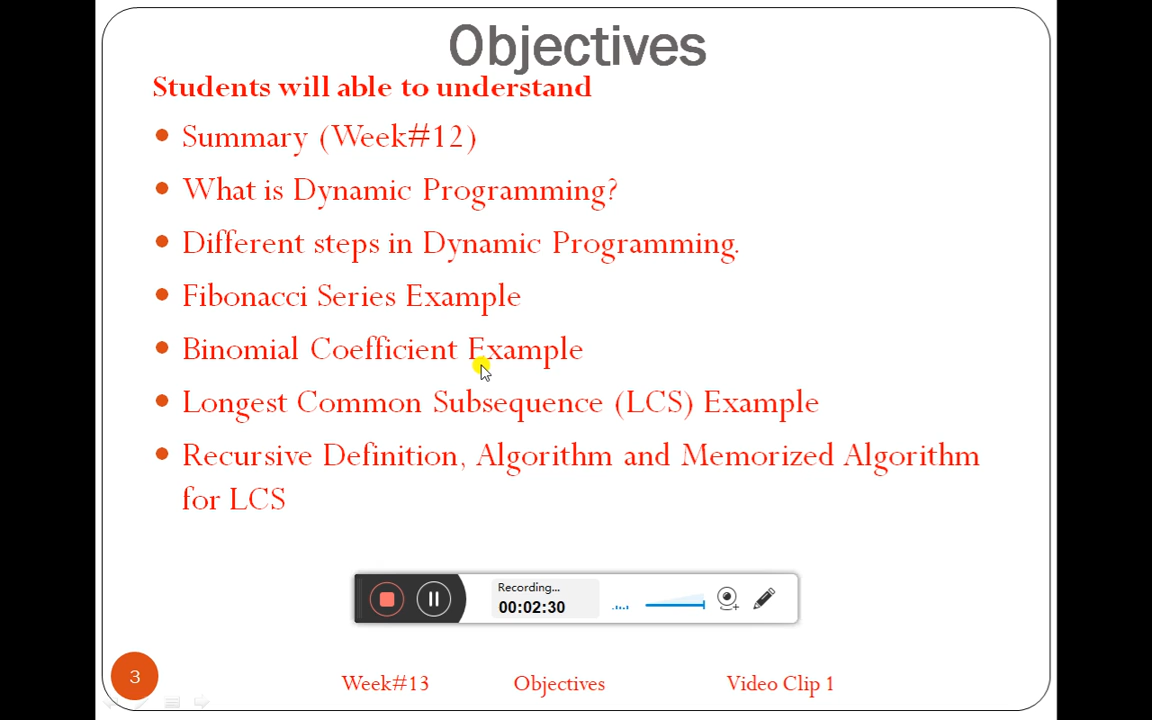 Objectives
Students will able to understand
Summary (Week#12)
What is Dynamic Programming?
Different steps in Dynamic Programming.
Fibonacci Series Example
Binomial Coefficient Example
Longest Common Subsequence (LCS) Example
Recursive Definition, Algorithm and Memorized Algorithm
for LCS
Recording...
00:02:30
3
Week#13 Objectives Video Clip 1